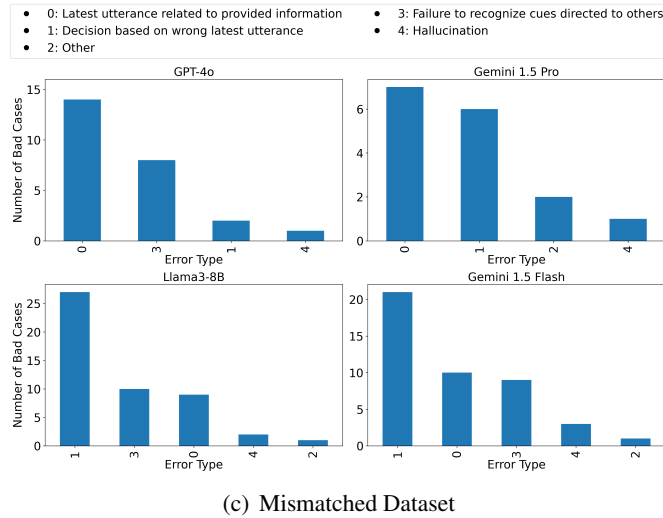 0: Latest utterance related to provided information
1: Decision based on wrong latest utterance
2: Other
3: Failure to recognize cues directed to others
4: Hallucination
GPT-4o
Number of Bad Cases
15
10
5
0
0 3 1 4
Error Type
Gemini 1.5 Pro
6
4
2
0
0 1 2 4
Error Type
Llama3-8B
Number of Bad Cases
25
20
15
10
5
0
1 3 0 4 2
Error Type
Gemini 1.5 Flash
20
15
10
5
0
1 0 3 4 2
Error Type
(c) Mismatched Dataset